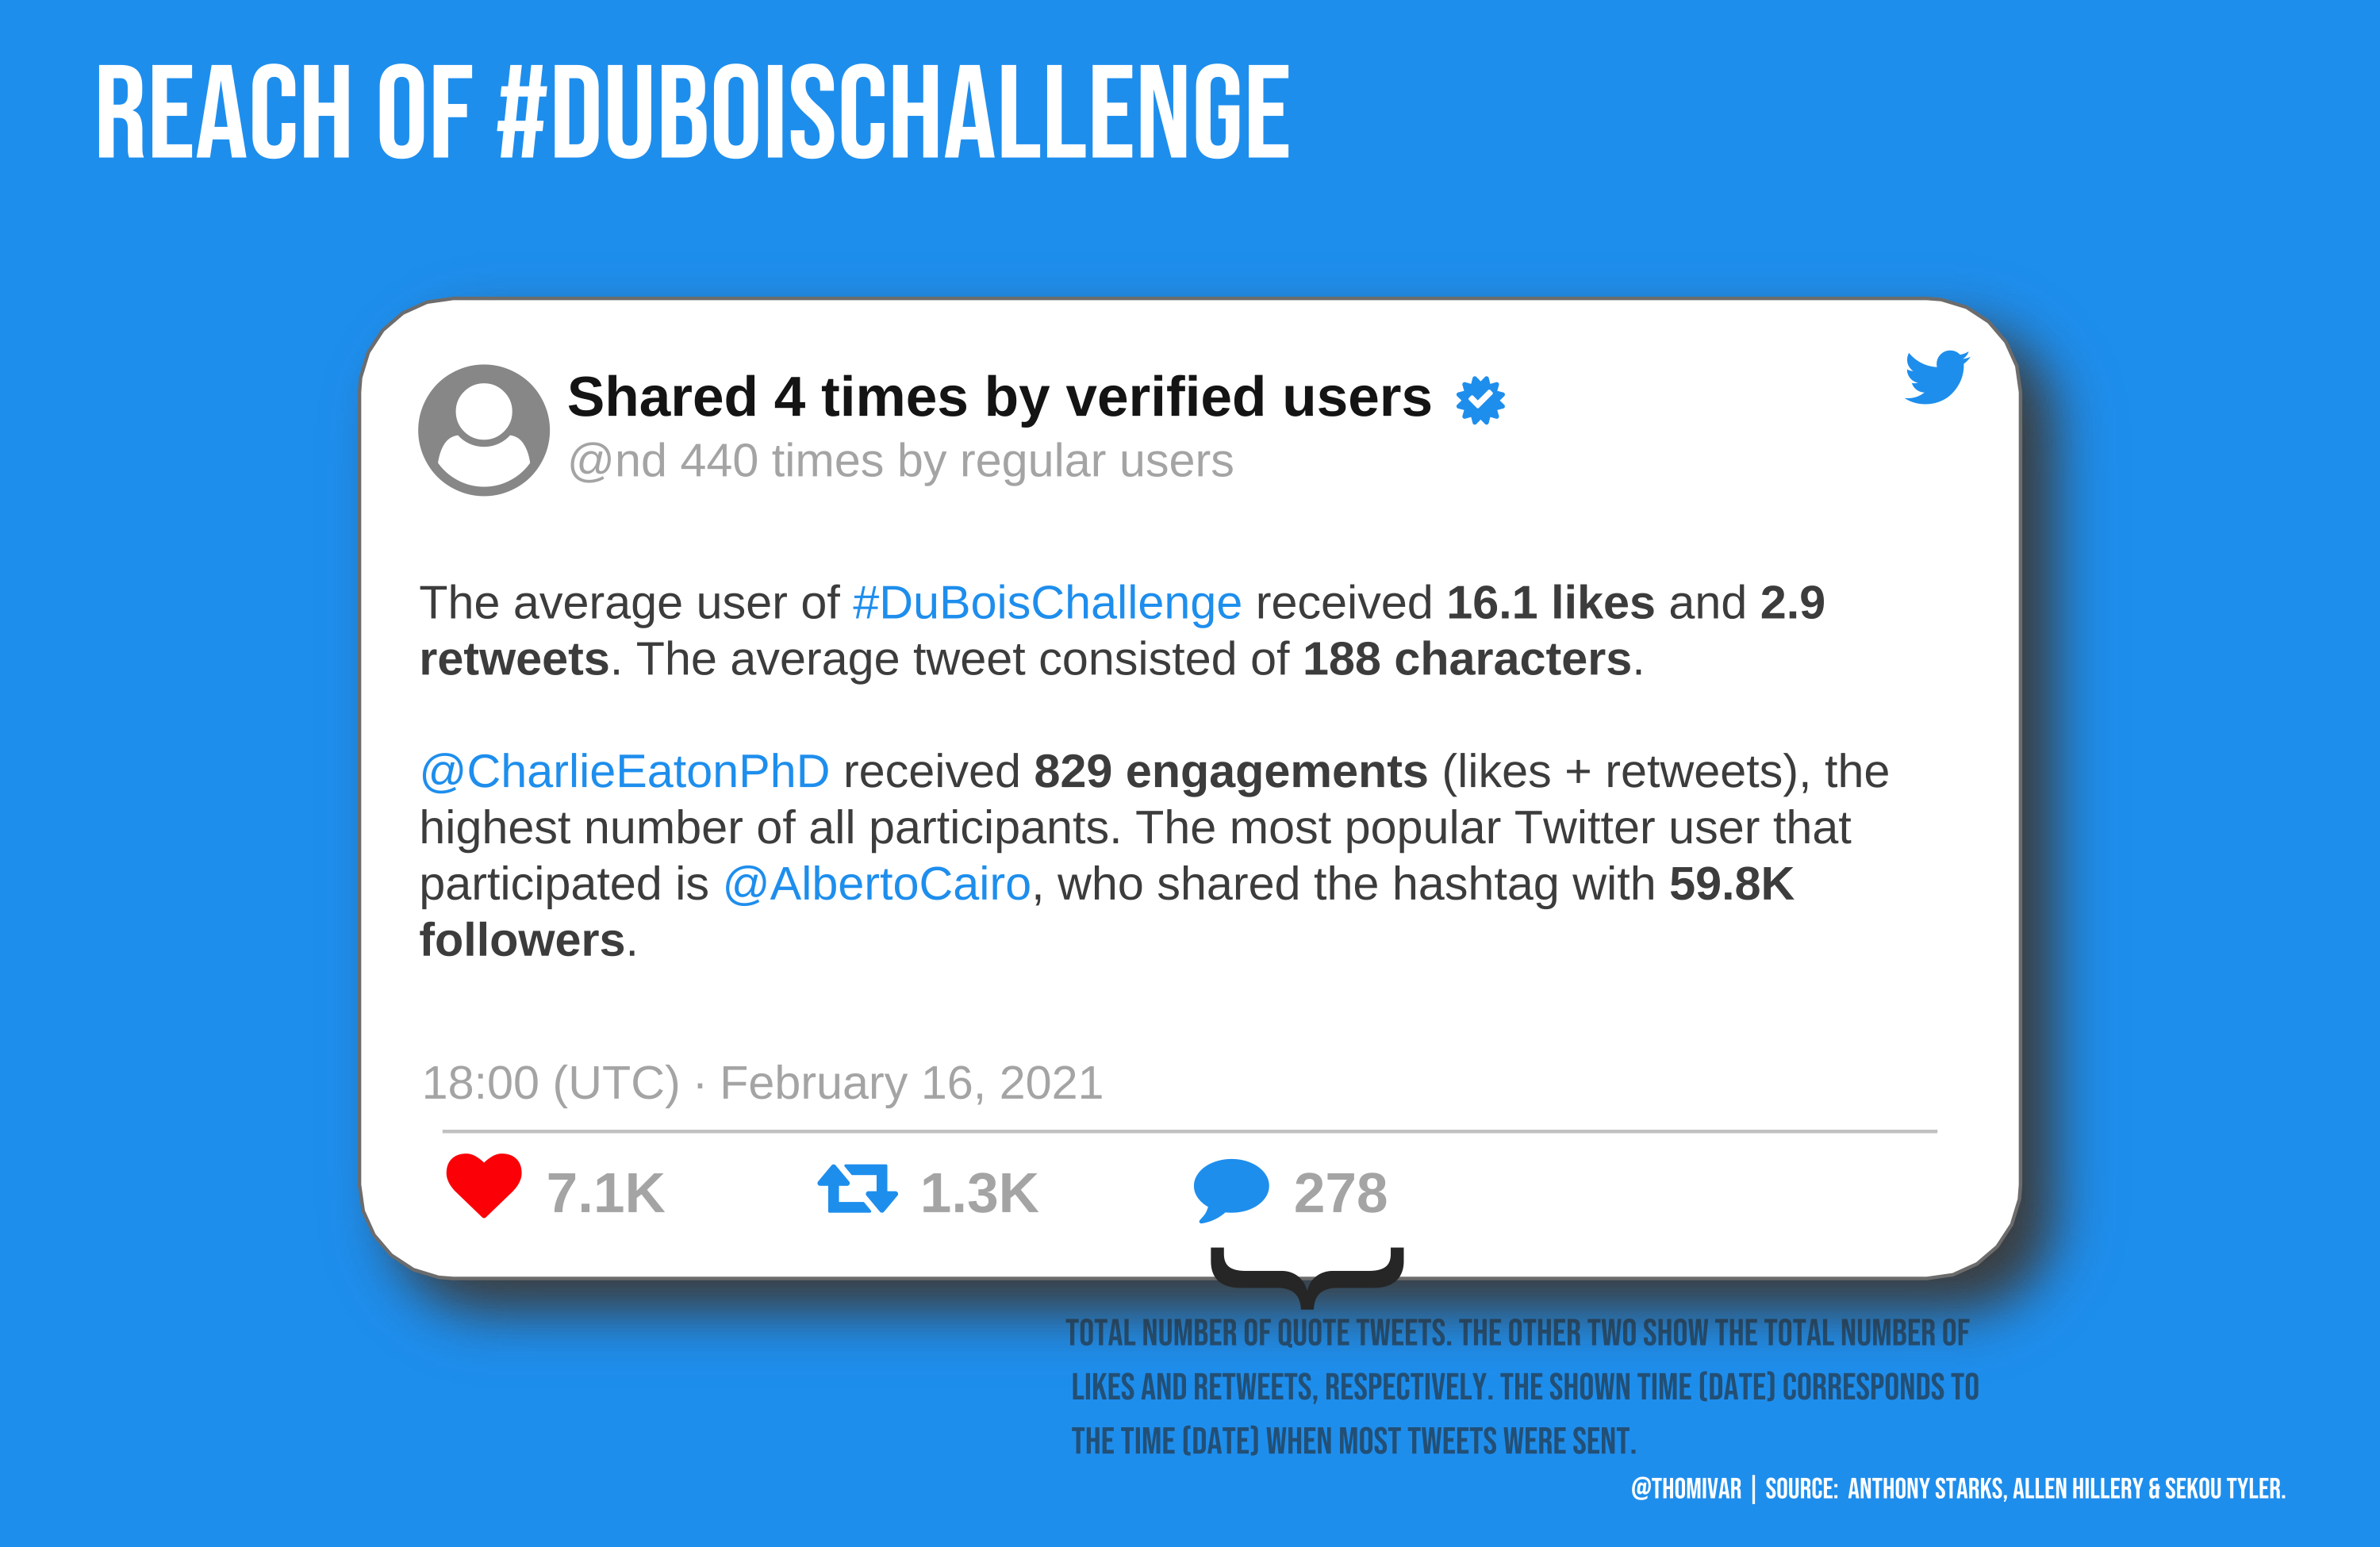 REACH OF #DUBOISCHALLENGE
Shared 4 times by verified users
@nd 440 times by regular users
The average user of #DuBoisChallenge received 16.1 likes and 2.9
retweets. The average tweet consisted of 188 characters.
@CharlieEatonPhD received 829 engagements (likes + retweets), the
highest number of all participants. The most popular Twitter user that
participated is @AlbertoCairo, who shared the hashtag with 59.8K
followers.
18:00 (UTC) · February 16, 2021
7.1K 1.3K 278
TOTAL NUMBER OF QUOTE TWEETS. THE OTHER TWO SHOW THE TOTAL NUMBER OF
LIKES AND RETWEETS, RESPECTIVELY. THE SHOWN TIME (DATE) CORRESPONDS TO
THE TIME (DATE) WHEN MOST TWEETS WERE SENT.
@THOMIVAR | SOURCE: ANTHONY STARKS, ALLEN HILLERY & SEKOU TYLER.